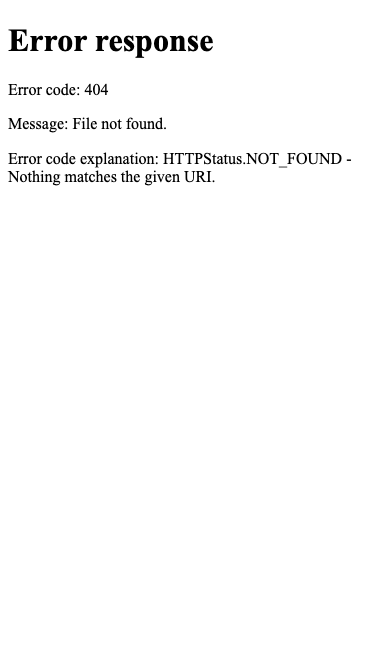 Error response
Error code: 404
Message: File not found.
Error code explanation: HTTPStatus.NOT_FOUND -
Nothing matches the given URI.